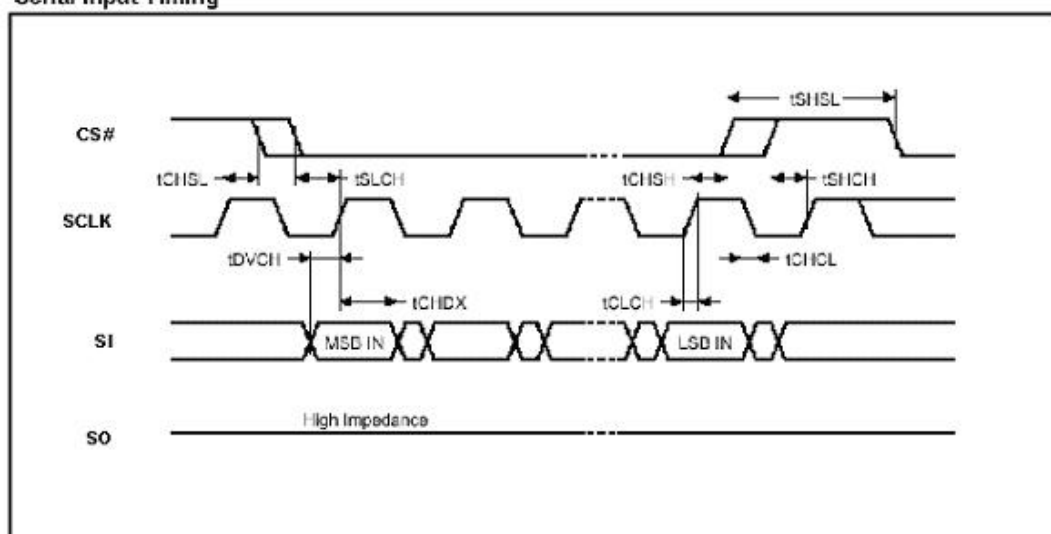 Serial Input Timing
tSHSL
CS#
tCHSL
tSLCH
tCHSH
tSHCH
SCLK
tDVCH
tCHCL
tCHDX
tCLCH
SI
MSB IN
LSB IN
High Impedance
SO